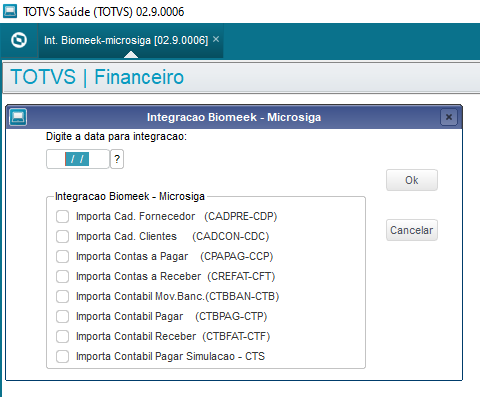 TOTVS Saúde (TOTVS) 02.9.0006
Int. Biomeek-microsiga [02.9.0006] ×
TOTVS | Financeiro
Integracao Biomeek - Microsiga
Digite a data para integracao:
/ / ?
Ok
Integracao Biomeek - Microsiga
Importa Cad. Fornecedor (CADPRE-CDP)
Cancelar
Importa Cad. Clientes (CADCON-CDC)
Importa Contas a Pagar (CPAPAG-CCP)
Importa Contas a Receber (CREFAT-CFT)
Importa Contabil Mov.Banc.(CTBBAN-CTB)
Importa Contabil Pagar (CTBPAG-CTP)
Importa Contabil Receber (CTBFAT-CTF)
Importa Contabil Pagar Simulacao - CTS